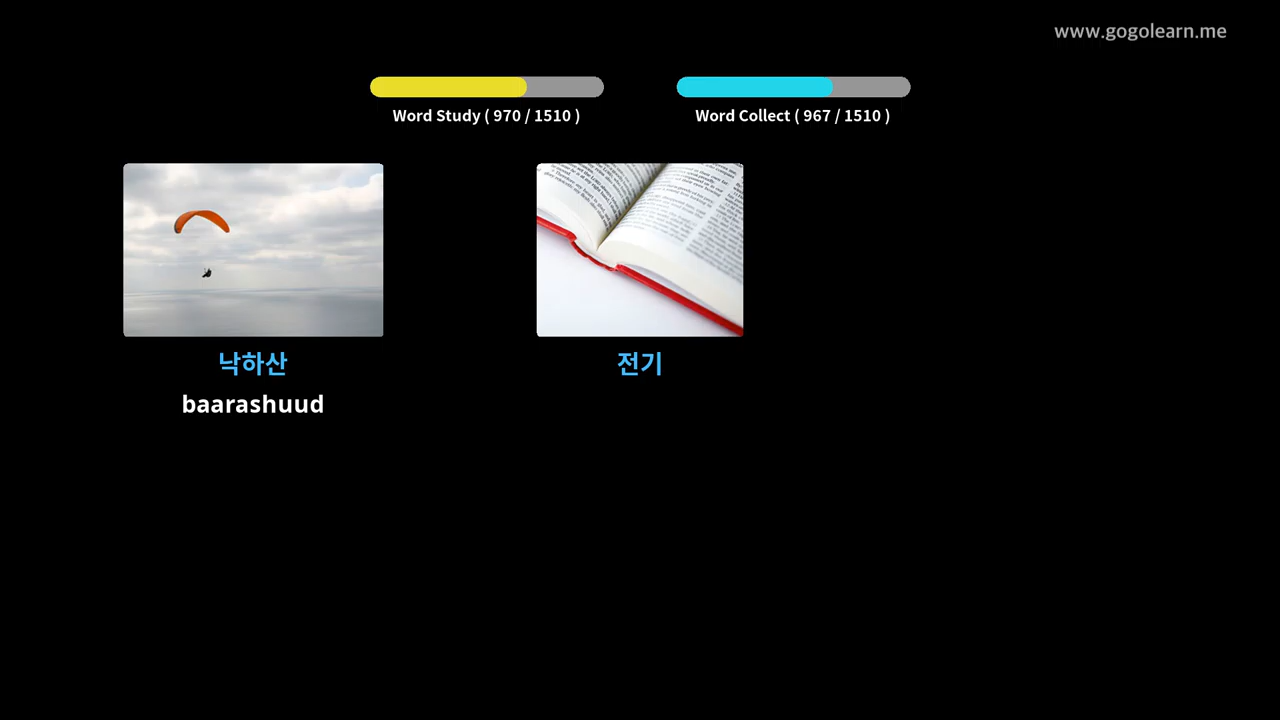 www.gogolearn.me
Word Study ( 970 / 1510 )
Word Collect ( 967 / 1510 )
낙하산
baarashuud
전기